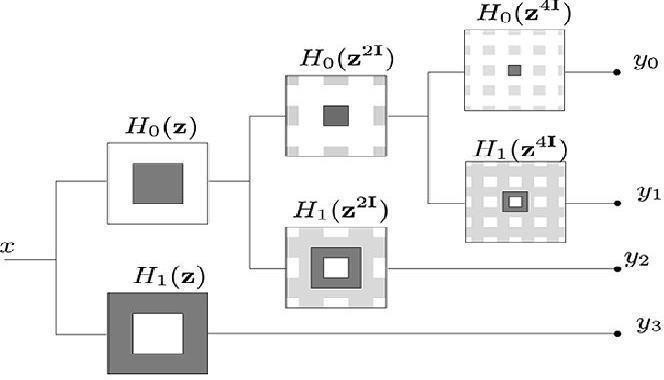 H₀(z⁴ᴵ)
y₀
H₀(z²ᴵ)
H₀(z)
H₁(z⁴ᴵ)
y₁
H₁(z²ᴵ)
x
y₂
H₁(z)
y₃